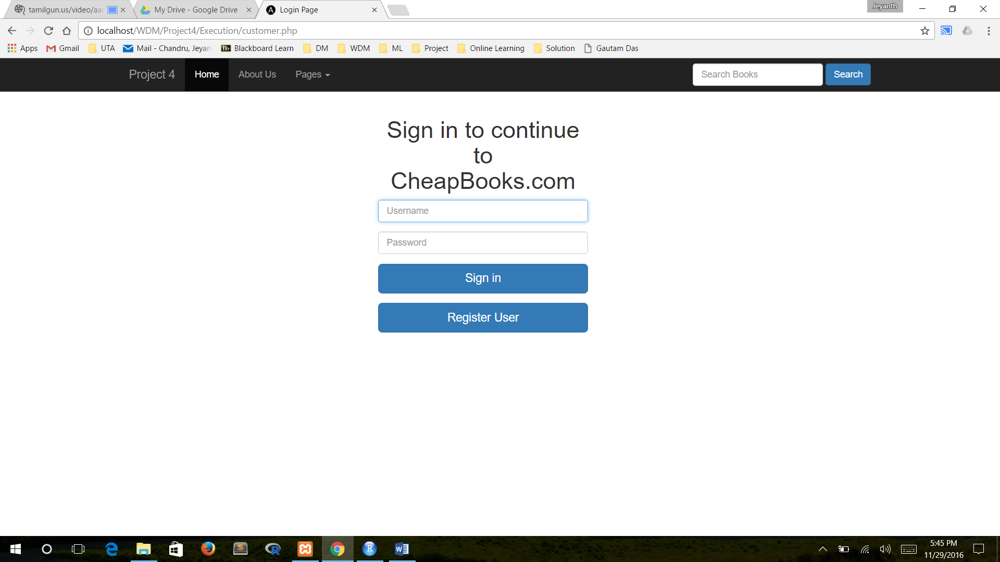 tamilgun.us/video/aar
My Drive - Google Drive
Login Page
Jeyanth
localhost/WDM/Project4/Execution/customer.php
Apps
Gmail
UTA
Mail - Chandru, Jeyan
Bb
Blackboard Learn
DM
WDM
ML
Project
Online Learning
Solution
Gautam Das
Project 4
Home
About Us
Pages
Search Books
Search
Sign in to continue
to
CheapBooks.com
Username
Password
Sign in
Register User
5:45 PM
11/29/2016